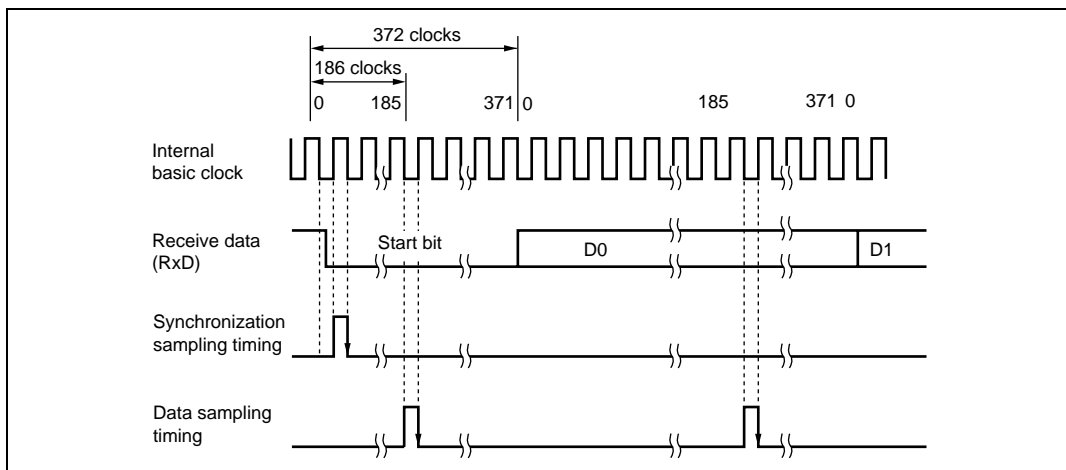 372 clocks
186 clocks
0 185 371 0 185 371 0
Internal
basic clock
Receive data
(RxD)
Start bit D0 D1
Synchronization
sampling timing
Data sampling
timing